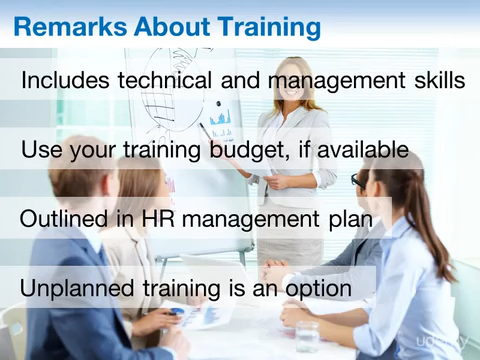 Remarks About Training
Includes technical and management skills
Use your training budget, if available
Outlined in HR management plan
Unplanned training is an option
udemy